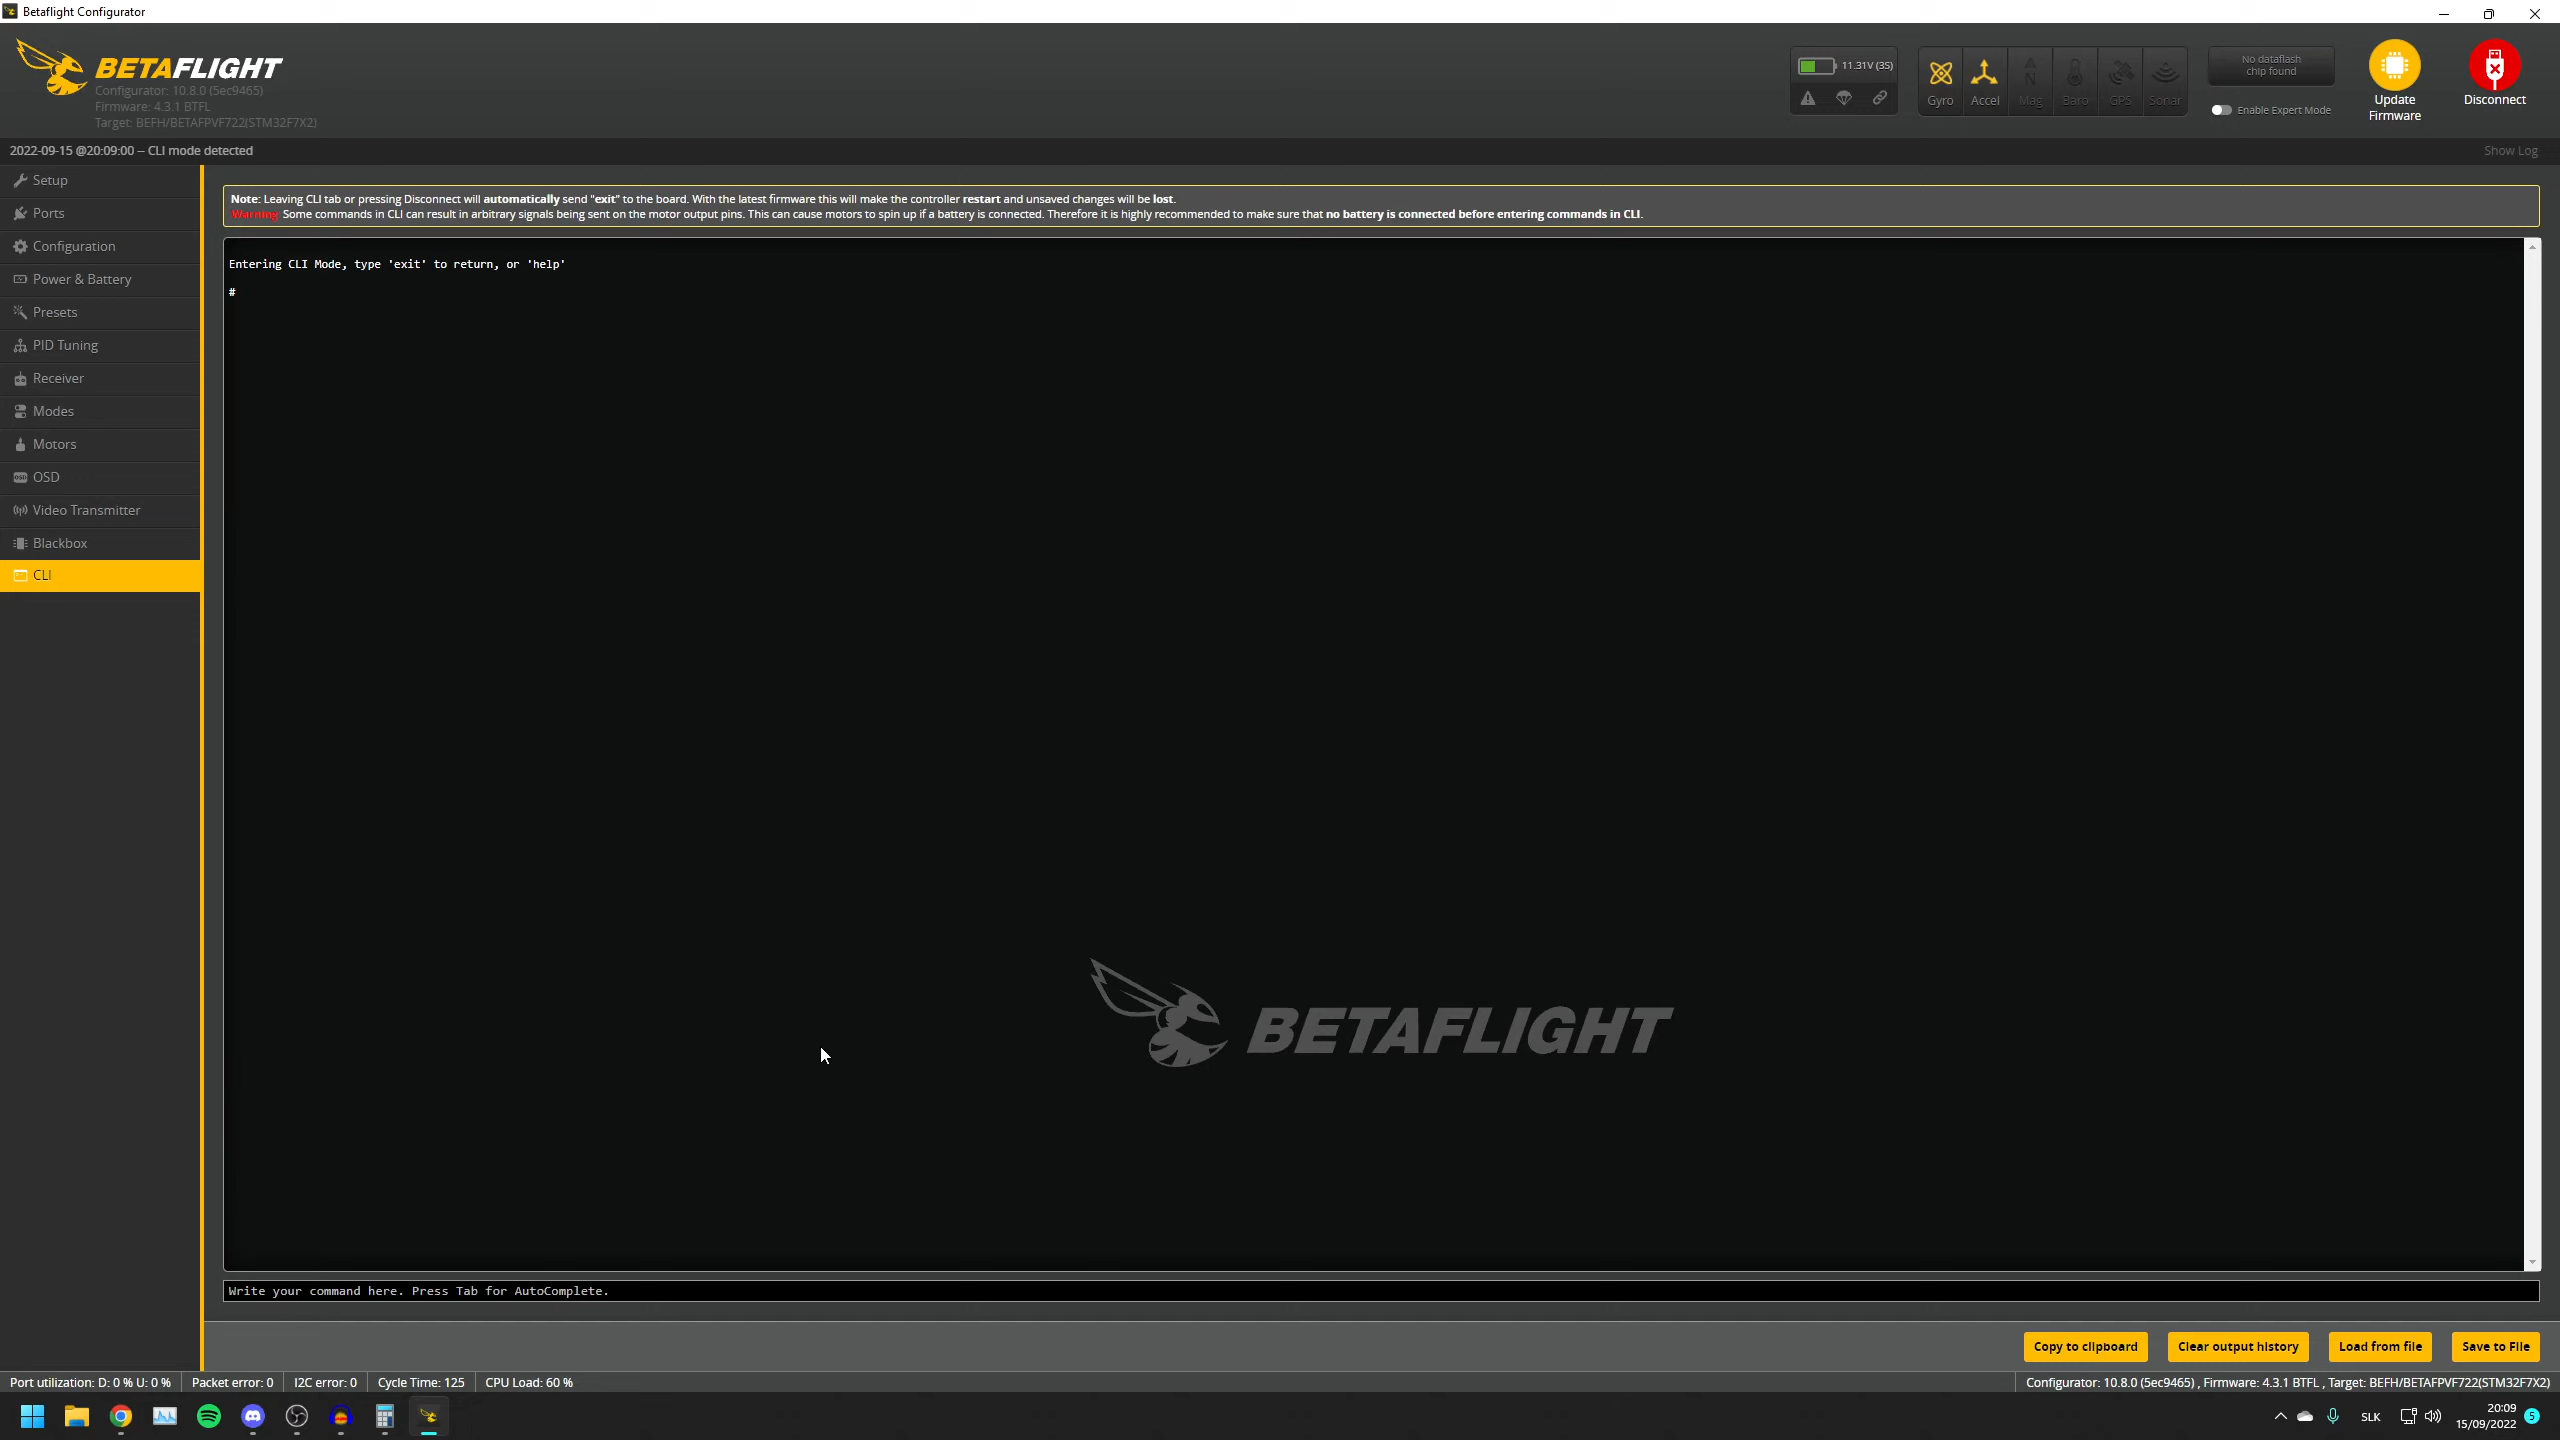 Betaflight Configurator
BETAFLIGHT
Configurator: 10.8.0 (5ec9465)
Firmware: 4.3.1 BTFL
Target: BEFH/BETAFPVF722(STM32F7X2)
11.31V (3S)
Gyro
Accel
Mag
Baro
GPS
Sonar
No dataflash
chip found
Enable Expert Mode
Update
Firmware
Disconnect
2022-09-15 @20:09:00 -- CLI mode detected
Show Log
Setup
Ports
Configuration
Power & Battery
Presets
PID Tuning
Receiver
Modes
Motors
OSD
Video Transmitter
Blackbox
CLI
Note: Leaving CLI tab or pressing Disconnect will automatically send "exit" to the board. With the latest firmware this will make the controller restart and unsaved changes will be lost.
Warning: Some commands in CLI can result in arbitrary signals being sent on the motor output pins. This can cause motors to spin up if a battery is connected. Therefore it is highly recommended to make sure that no battery is connected before entering commands in CLI.
Entering CLI Mode, type 'exit' to return, or 'help'
#
BETAFLIGHT
Write your command here. Press Tab for AutoComplete.
Copy to clipboard
Clear output history
Load from file
Save to File
Port utilization: D: 0 % U: 0 %
Packet error: 0
I2C error: 0
Cycle Time: 125
CPU Load: 60 %
Configurator: 10.8.0 (5ec9465) , Firmware: 4.3.1 BTFL , Target: BEFH/BETAFPVF722(STM32F7X2)
SLK
20:09
15/09/2022
5